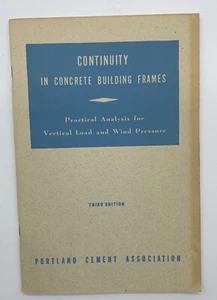 CONTINUITY
IN CONCRETE BUILDING FRAMES
Practical Analysis for
Vertical Load and Wind Pressure
THIRD EDITION
PORTLAND CEMENT ASSOCIATION